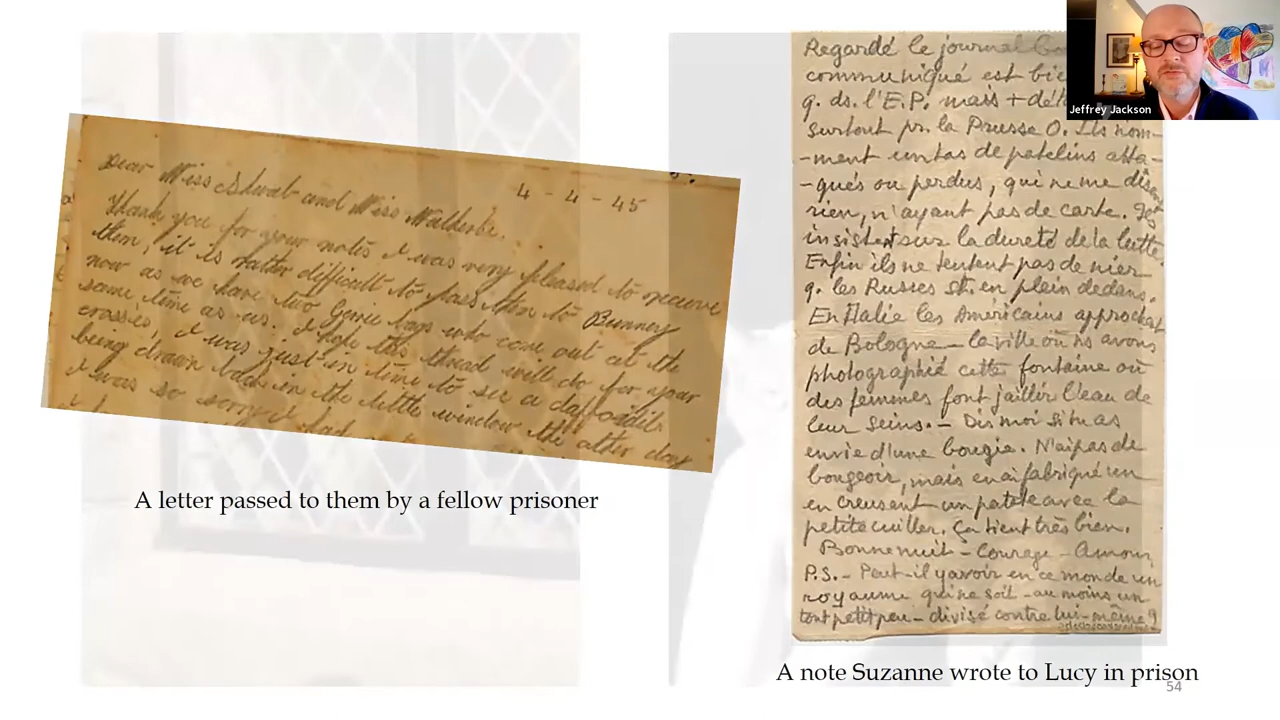 Jeffrey Jackson
4 - 4 - 45
Dear Miss Schwab and Miss Malherbe.
Thank you for your notes I was very pleased to receive
them, it is rather difficult to pass them to Bunney
now as we have two Gerrie bags who come out at the
same time as us. I hope this thread will do for your
crosses, I was just in time to see a daffodil
being drawn back in the little window the other day
I was so sorry I had
A letter passed to them by a fellow prisoner
Regardé le journal
communiqué est bie
q. ds. l'E.P. mais + dét
surtout pr. la Prusse O. Ils nom-
-ment un tas de patelins atta-
-qués ou perdus, qui ne me disent
rien, n'ayant pas de carte. Ils
insistent sur la dureté de la lutte.
Enfin ils ne tentent pas de nier
q. les Russes st. en plein dedans.
En Italie les Américains approchent
de Bologne - la ville où ns avons
photographié cette fontaine où
des femmes font jaillir l'eau de
leur seins. - Dis moi si tu as
envie d'une bougie. N'ai pas de
bougeoir, mais en ai fabriqué un
en creusant un patate avec la
petite cuiller. Ça tient très bien.
Bonne nuit - Courage - Amour,
P.S. - Peut-il y avoir en ce monde un
royaume qui ne soit - au moins un
tout petit peu - divisé contre lui-même?
A note Suzanne wrote to Lucy in prison
54